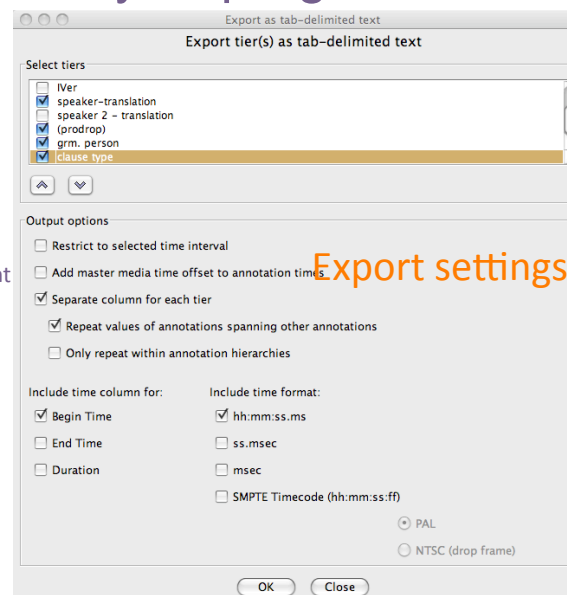 Export as tab-delimited text
Export tier(s) as tab-delimited text
Select tiers
IVer
speaker-translation
speaker 2 - translation
(prodrop)
grm. person
clause type
Output options
Restrict to selected time interval
Add master media time offset to annotation times
Export settings
Separate column for each tier
Repeat values of annotations spanning other annotations
Only repeat within annotation hierarchies
Include time column for: Include time format:
Begin Time hh:mm:ss.ms
End Time ss.msec
Duration msec
SMPTE Timecode (hh:mm:ss:ff)
PAL
NTSC (drop frame)
OK Close